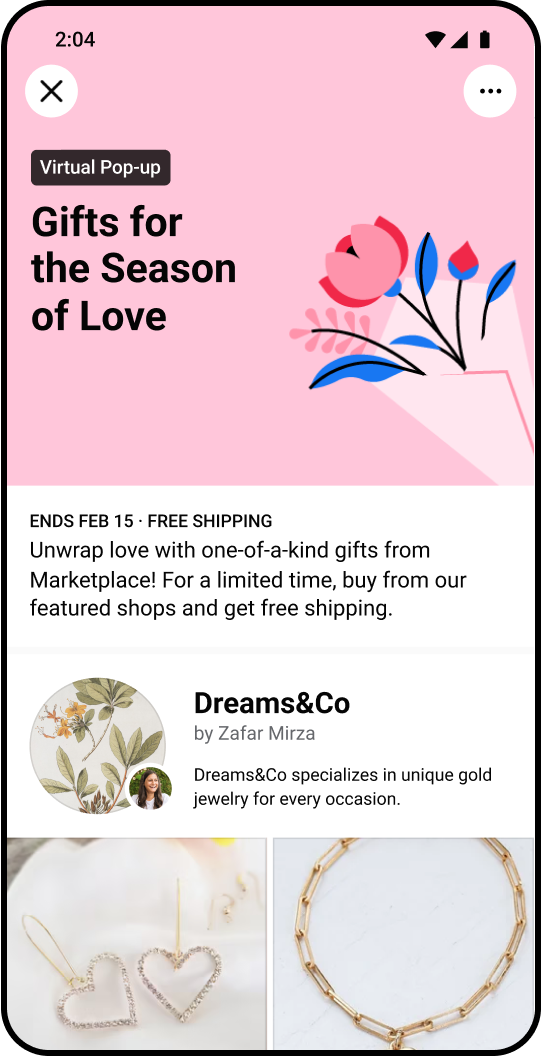 2:04
Virtual Pop-up
Gifts for
the Season
of Love
ENDS FEB 15 · FREE SHIPPING
Unwrap love with one-of-a-kind gifts from
Marketplace! For a limited time, buy from our
featured shops and get free shipping.
Dreams&Co
by Zafar Mirza
Dreams&Co specializes in unique gold
jewelry for every occasion.